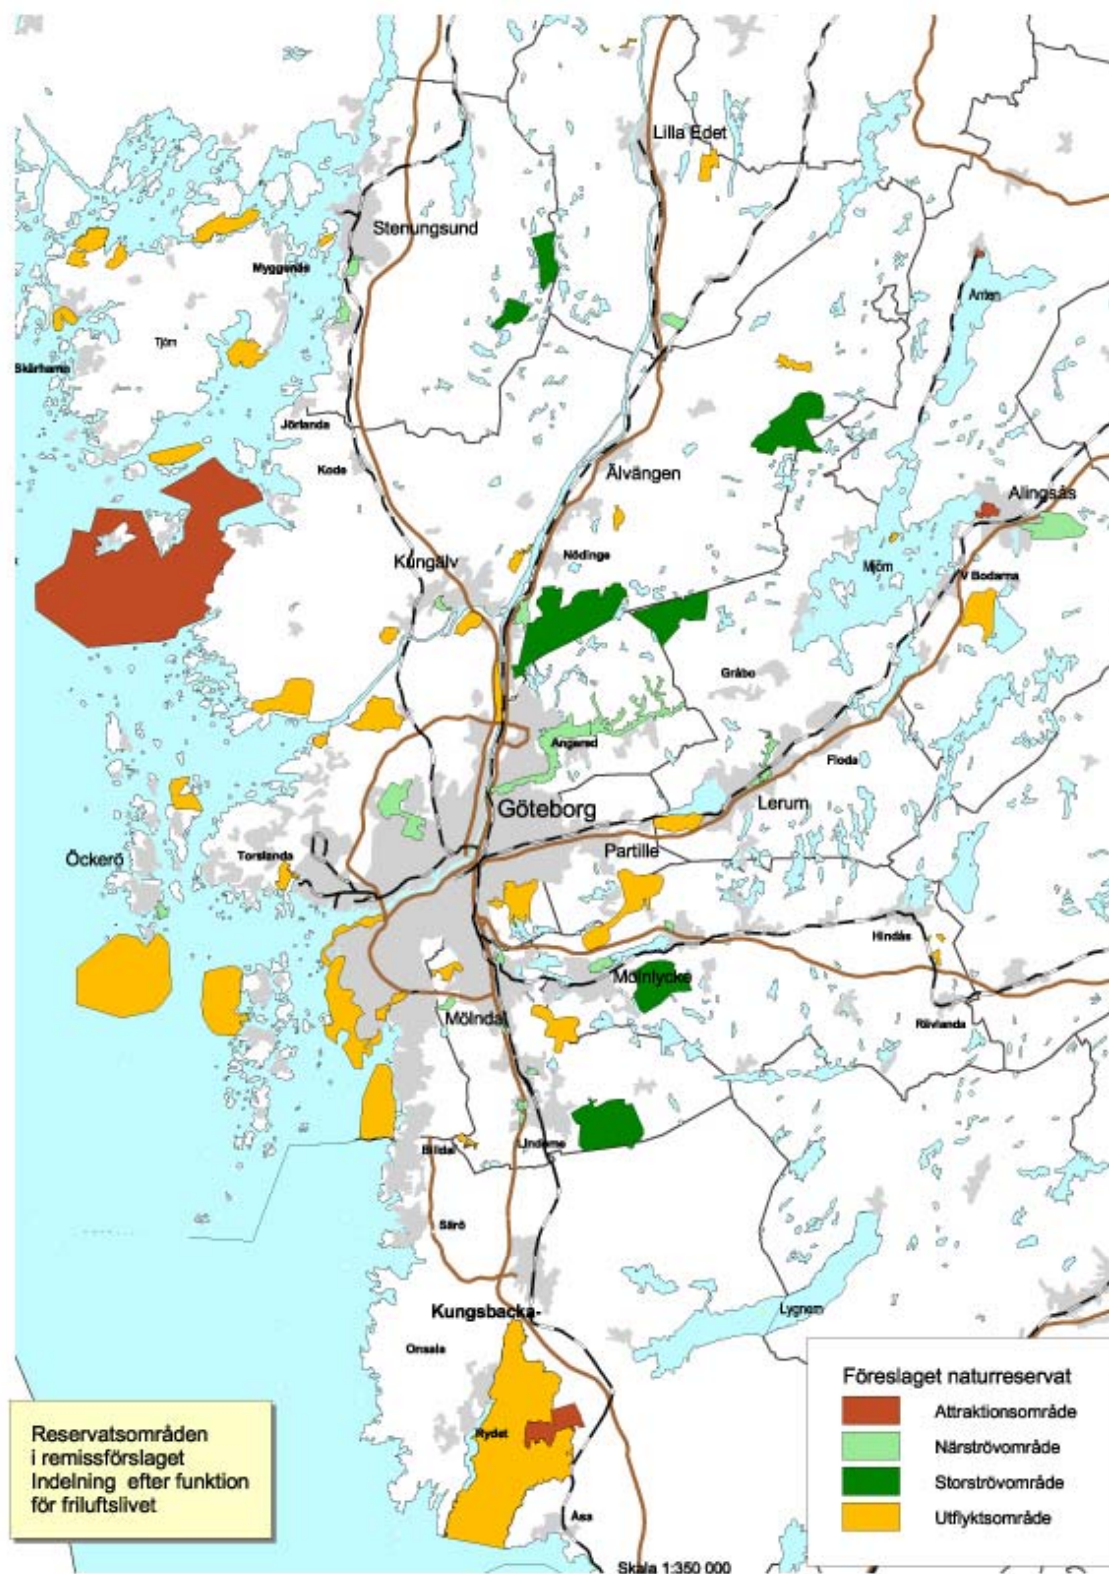 Lilla Edet
Stenungsund
Myggenäs
Anten
Tjörn
Skärhamn
Jörlanda
Kode
Älvängen
Alingsås
Kungälv
Nödinge
Mjörn
V Bodarna
Gråbo
Angered
Floda
Göteborg
Lerum
Öckerö
Torslanda
Partille
Hindås
Mölnlycke
Mölndal
Rävlanda
Billdal
Lindome
Särö
Lygnern
Kungsbacka-
Onsala
Rydet
Åsa
Föreslaget naturreservat
Attraktionsområde
Närströvområde
Storströvområde
Utflyktsområde
Reservatsområden
i remissförslaget
Indelning efter funktion
för friluftslivet
Skala 1:350 000